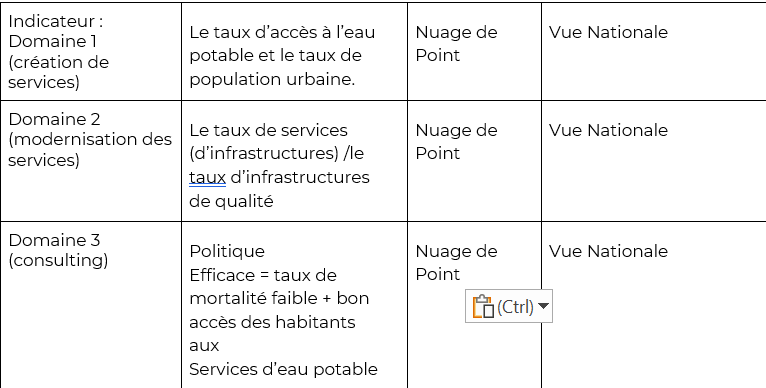 Indicateur :
Domaine 1
(création de
services)
Le taux d’accès à l’eau
potable et le taux de
population urbaine.
Nuage de
Point
Vue Nationale
Domaine 2
(modernisation des
services)
Le taux de services
(d’infrastructures) /le
taux d’infrastructures
de qualité
Nuage de
Point
Vue Nationale
Domaine 3
(consulting)
Politique
Efficace = taux de
mortalité faible + bon
accès des habitants
aux
Services d’eau potable
Nuage de
Point
Vue Nationale
(Ctrl)